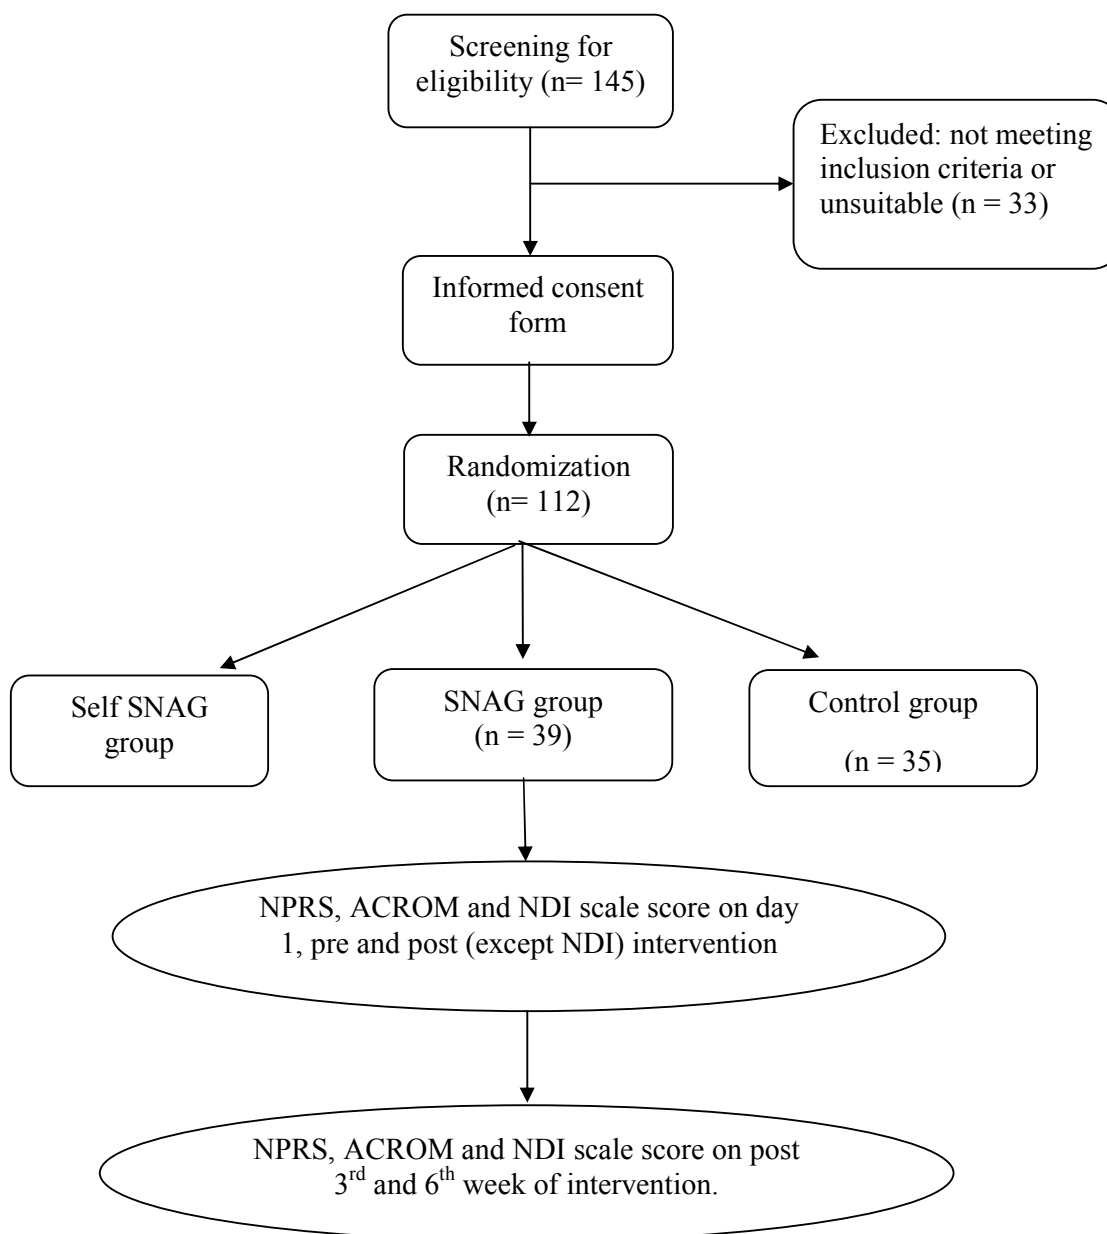 Screening for
eligibility (n= 145)
Excluded: not meeting
inclusion criteria or
unsuitable (n = 33)
Informed consent
form
Randomization
(n= 112)
Self SNAG
group
SNAG group
(n = 39)
Control group
(n = 35)
NPRS, ACROM and NDI scale score on day
1, pre and post (except NDI) intervention
NPRS, ACROM and NDI scale score on post
3rd and 6th week of intervention.